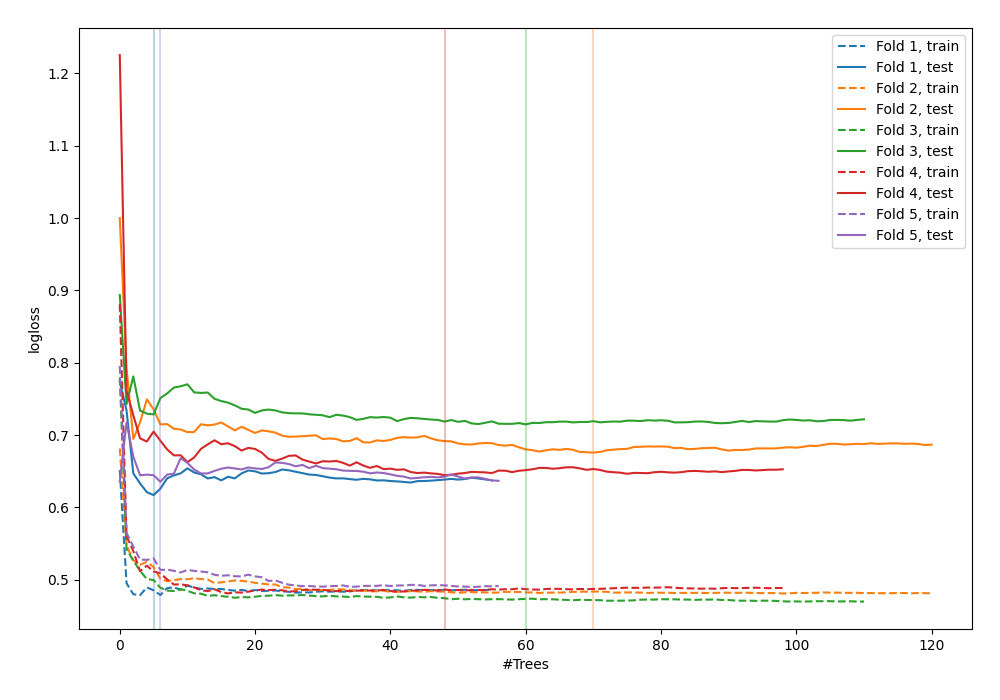 1.2
1.1
1.0
0.9
0.8
0.7
0.6
0.5
logloss
0
20
40
60
80
100
120
#Trees
Fold 1, train
Fold 1, test
Fold 2, train
Fold 2, test
Fold 3, train
Fold 3, test
Fold 4, train
Fold 4, test
Fold 5, train
Fold 5, test